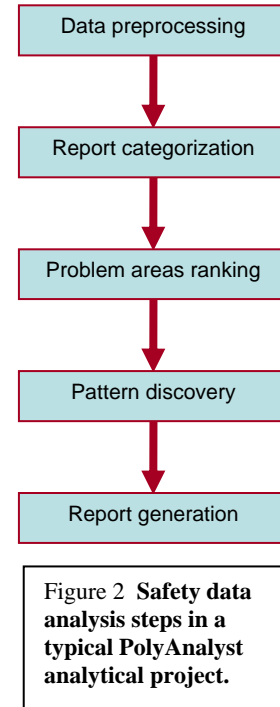 Data preprocessing
Report categorization
Problem areas ranking
Pattern discovery
Report generation
Figure 2 Safety data
analysis steps in a
typical PolyAnalyst
analytical project.